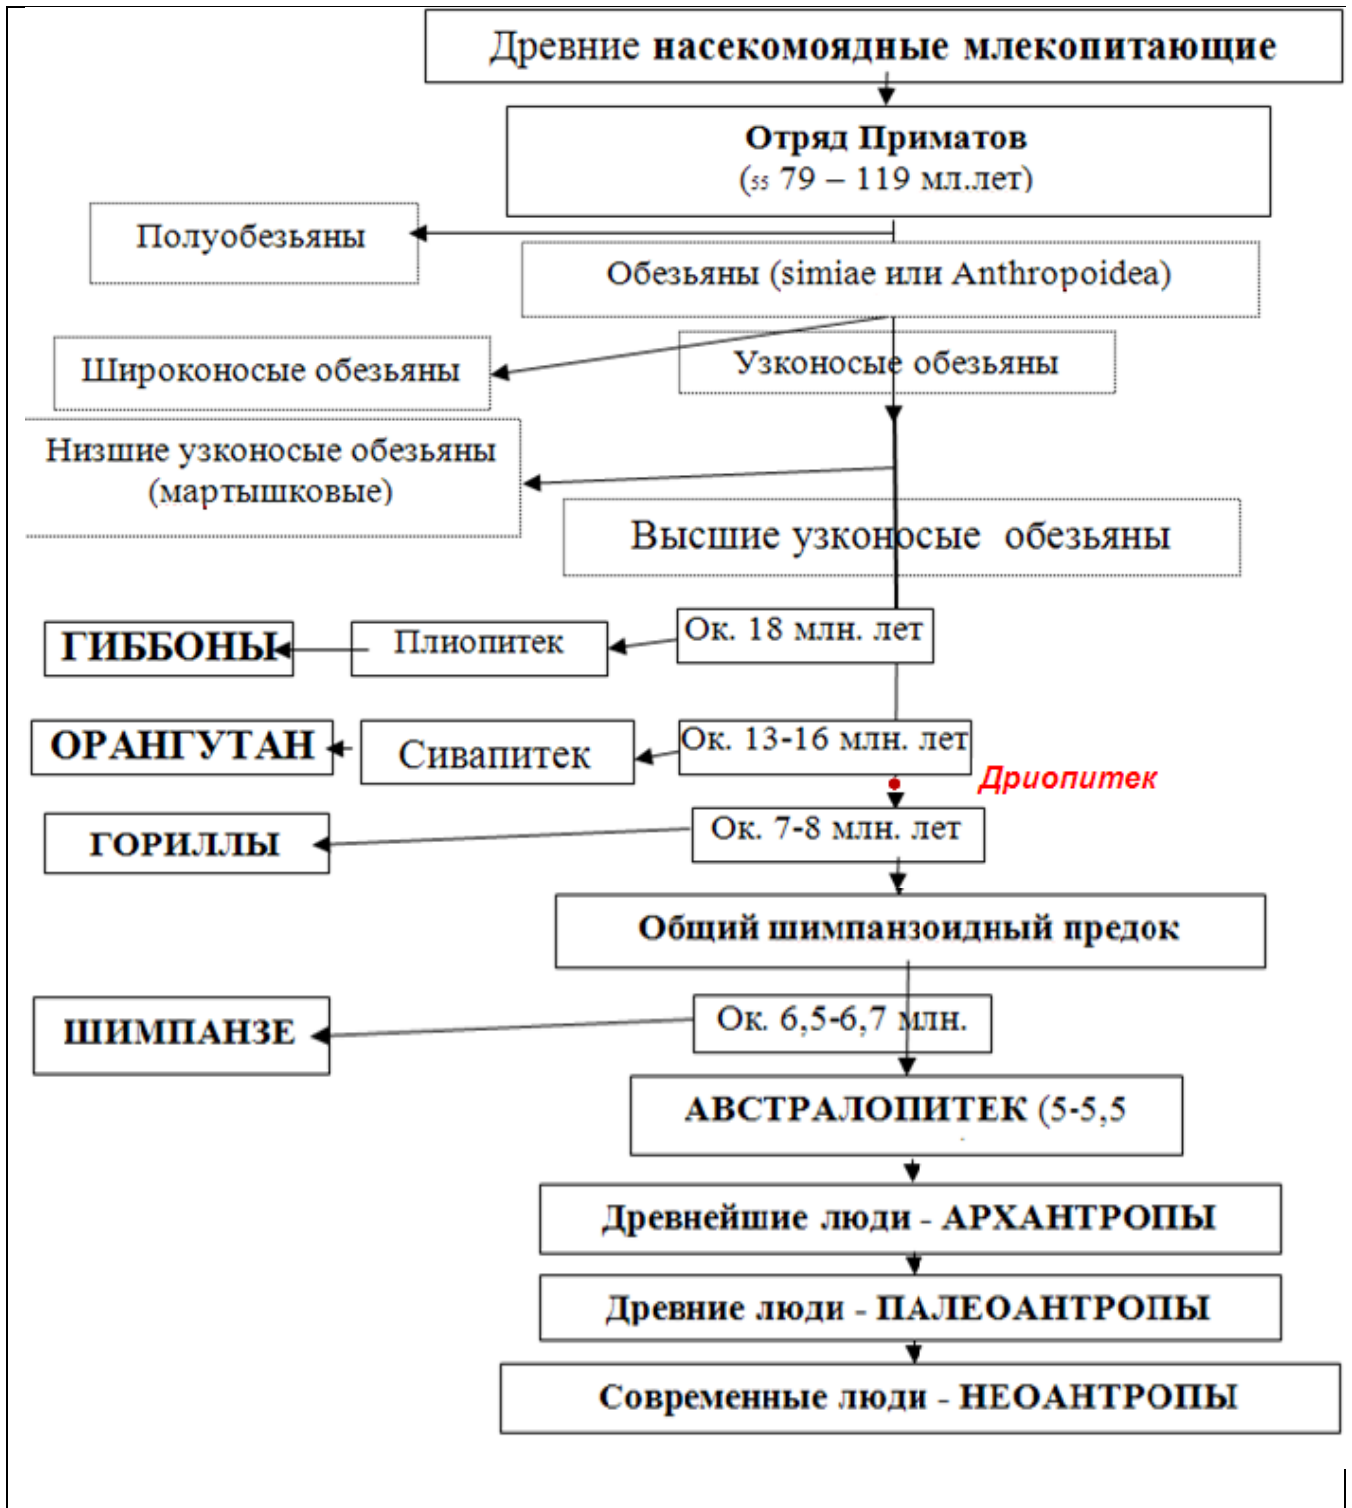 Древние насекомоядные млекопитающие
Отряд Приматов
(55 79 – 119 мл.лет)
Полуобезьяны
Обезьяны (simiae или Anthropoidea)
Широконосые обезьяны
Узконосые обезьяны
Низшие узконосые обезьяны
(мартышковые)
Высшие узконосые обезьяны
ГИББОНЫ
Плиопитек
Ок. 18 млн. лет
ОРАНГУТАН
Сивапитек
Ок. 13-16 млн. лет
Дриопитек
ГОРИЛЛЫ
Ок. 7-8 млн. лет
Общий шимпанзоидный предок
ШИМПАНЗЕ
Ок. 6,5-6,7 млн.
АВСТРАЛОПИТЕК (5-5,5
Древнейшие люди - АРХАНТРОПЫ
Древние люди - ПАЛЕОАНТРОПЫ
Современные люди - НЕОАНТРОПЫ